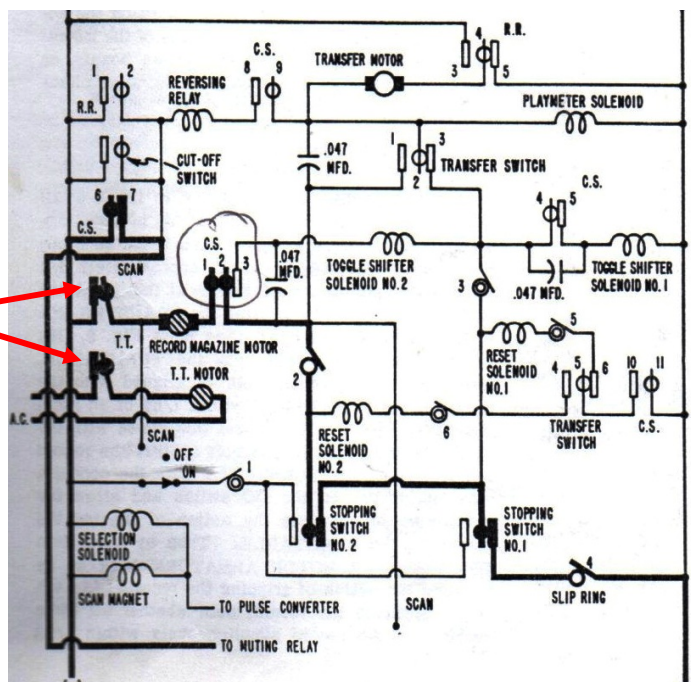 4 R.R.
3 5
C.S.
TRANSFER MOTOR
1 2
REVERSING
RELAY
8 9
PLAYMETER SOLENOID
R.R.
.047
MFD.
1 3
2
TRANSFER SWITCH
CUT-OFF
SWITCH
6 7
C.S.
4 5
C.S.
SCAN
C.S.
1 2 3
.047
MFD.
TOGGLE SHIFTER
SOLENOID NO.2
3
.047 MFD.
TOGGLE SHIFTER
SOLENOID NO.1
T.T.
RECORD MAGAZINE MOTOR
2
5
RESET
SOLENOID
NO.1
T.T. MOTOR
4 5 6
10 11
A.C.
SCAN
RESET
SOLENOID
NO.2
6
TRANSFER
SWITCH
C.S.
OFF
ON
1
SELECTION
SOLENOID
STOPPING
SWITCH
NO.2
STOPPING
SWITCH
NO.1
4
SLIP RING
SCAN MAGNET
TO PULSE CONVERTER
SCAN
TO MUTING RELAY